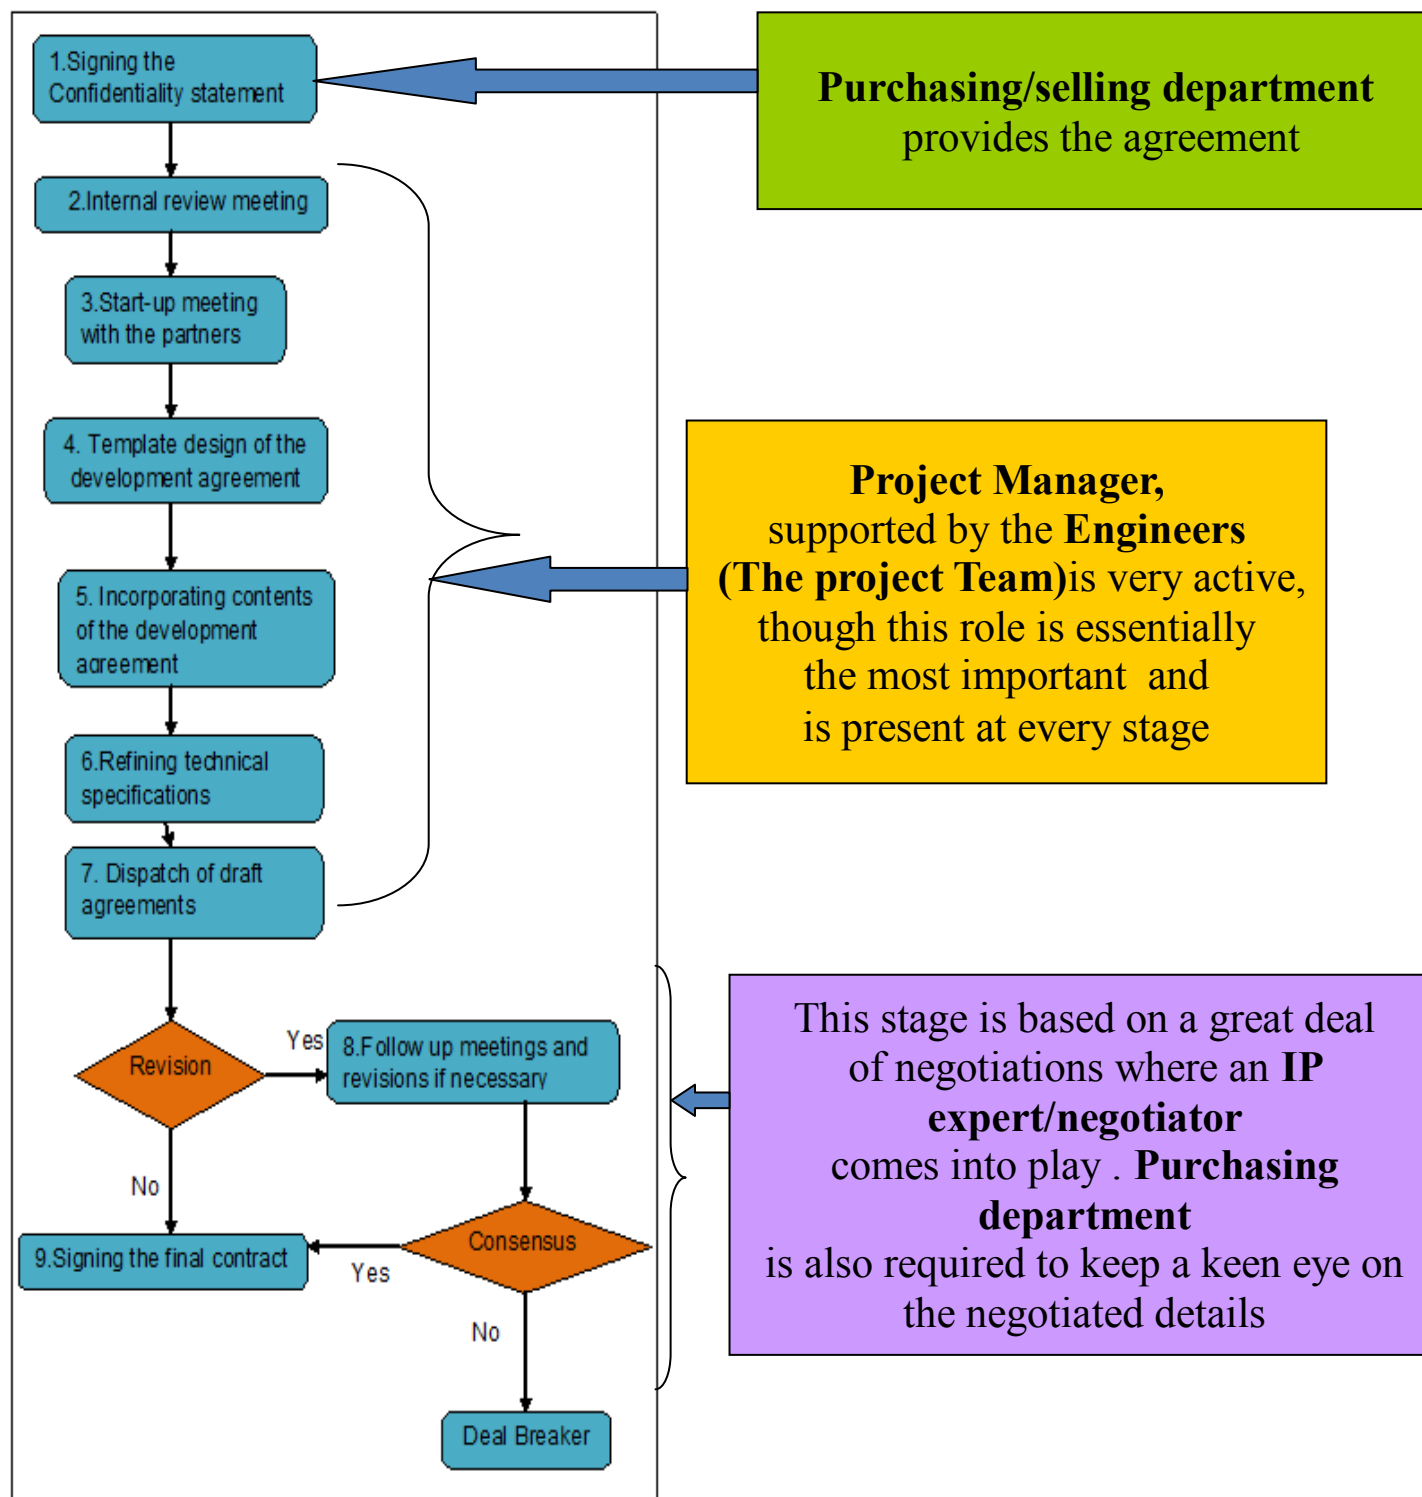 1.Signing the
Confidentiality statement
Purchasing/selling department
provides the agreement
2.Internal review meeting
3.Start-up meeting
with the partners
4. Template design of the
development agreement
Project Manager,
supported by the Engineers
(The project Team)is very active,
though this role is essentially
the most important and
is present at every stage
5. Incorporating contents
of the development
agreement
6.Refining technical
specifications
7. Dispatch of draft
agreements
Revision
Yes
8.Follow up meetings and
revisions if necessary
This stage is based on a great deal
of negotiations where an IP
expert/negotiator
comes into play . Purchasing
department
is also required to keep a keen eye on
the negotiated details
No
9.Signing the final contract
Yes
Consensus
No
Deal Breaker